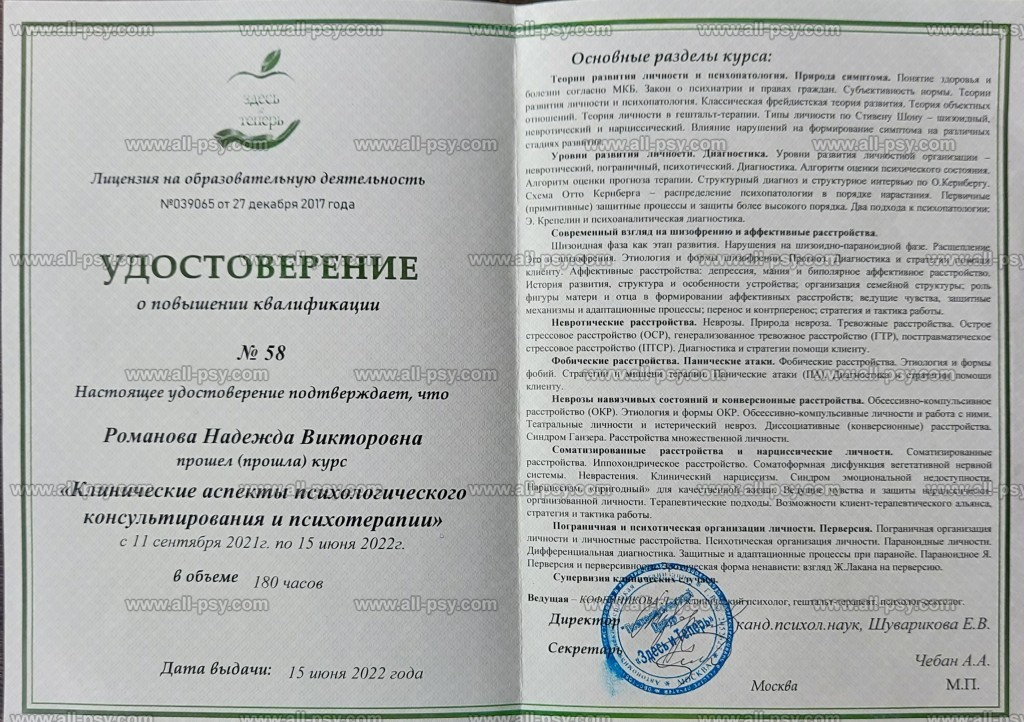 здесь
теперь
Лицензия на образовательную деятельность
№039065 от 27 декабря 2017 года
УДОСТОВЕРЕНИЕ
о повышении квалификации
№ 58
Настоящее удостоверение подтверждает, что
Романова Надежда Викторовна
прошел (прошла) курс
«Клинические аспекты психологического
консультирования и психотерапии»
с 11 сентября 2021г. по 15 июня 2022г.
в объеме 180 часов
Дата выдачи: 15 июня 2022 года
Основные разделы курса:
Теории развития личности и психопатология. Природа симптома. Понятие здоровья и
болезни согласно МКБ. Закон о психиатрии и правах граждан. Субъективность нормы. Теории
развития личности и психопатология. Классическая фрейдистская теория развития. Теория объектных
отношений. Теория личности в гештальт-терапии. Типы личности по Стивену Шону – шизоидный,
невротический и нарциссический. Влияние нарушений на формирование симптома на различных
стадиях развития.
Уровни развития личности. Диагностика. Уровни развития личностной организации –
невротический, пограничный, психотический. Диагностика. Алгоритм оценки психического состояния.
Алгоритм оценки прогноза терапии. Структурный диагноз и структурное интервью по О.Кернбергу.
Схема Отто Кернберга – распределение психопатологии в порядке нарастания. Первичные
(примитивные) защитные процессы и защиты более высокого порядка. Два подхода к психопатологии:
Э. Крепелин и психоаналитическая диагностика.
Современный взгляд на шизофрению и аффективные расстройства.
Шизоидная фаза как этап развития. Нарушения на шизоидно-параноидной фазе. Расщепление
Эго и шизофрения. Этиология и формы шизофрении. Прогноз. Диагностика и стратегии помощи
клиенту. Аффективные расстройства: депрессия, мания и биполярное аффективное расстройство.
История развития, структура и особенности устройства; организация семейной структуры; роль
фигуры матери и отца в формировании аффективных расстройств; ведущие чувства, защитные
механизмы и адаптационные процессы; перенос и контрперенос; стратегия и тактика работы.
Невротические расстройства. Неврозы. Природа невроза. Тревожные расстройства. Острое
стрессовое расстройство (ОСР), генерализованное тревожное расстройство (ГТР), посттравматическое
стрессовое расстройство (ПТСР). Диагностика и стратегии помощи клиенту.
Фобические расстройства. Панические атаки. Фобические расстройства. Этиология и формы
фобий. Стратегии и мишени терапии. Панические атаки (ПА). Диагностика и стратегии помощи
клиенту.
Неврозы навязчивых состояний и конверсионные расстройства. Обсессивно-компульсивное
расстройство (ОКР). Этиология и формы ОКР. Обсессивно-компульсивные личности и работа с ними.
Театральные личности и истерический невроз. Диссоциативные (конверсионные) расстройства.
Синдром Ганзера. Расстройства множественной личности.
Соматизированные расстройства и нарциссические личности. Соматизированные
расстройства. Ипохондрическое расстройство. Соматоформная дисфункция вегетативной нервной
системы. Неврастения. Клинический нарциссизм. Синдром эмоциональной недоступности.
Нарциссизм, «пригодный» для качественной Ведущие чувства и защиты нарциссически
организованной личности. Терапевтические подходы. Возможности клиент-терапевтического альянса,
стратегия и тактика работы.
Пограничная и психотическая организации личности. Перверсия. Пограничная организация
личности и личностные расстройства. Психотическая организация личности. Параноидные личности.
Дифференциальная диагностика. Защитные и адаптационные процессы при паранойе. Параноидное Я.
Перверсия и перверсивность. Эротическая форма ненависти: взгляд Ж.Лакана на перверсию.
Супервизия клинических случаев.
Ведущая – психолог, гештальт-терапевт, психолог-сексолог.
Директор канд.психол.наук, Шуварикова Е.В.
Секретарь Чебан А.А.
Москва М.П.
«Здесь и Теперь»
МОСКВА
www.all-psy.com